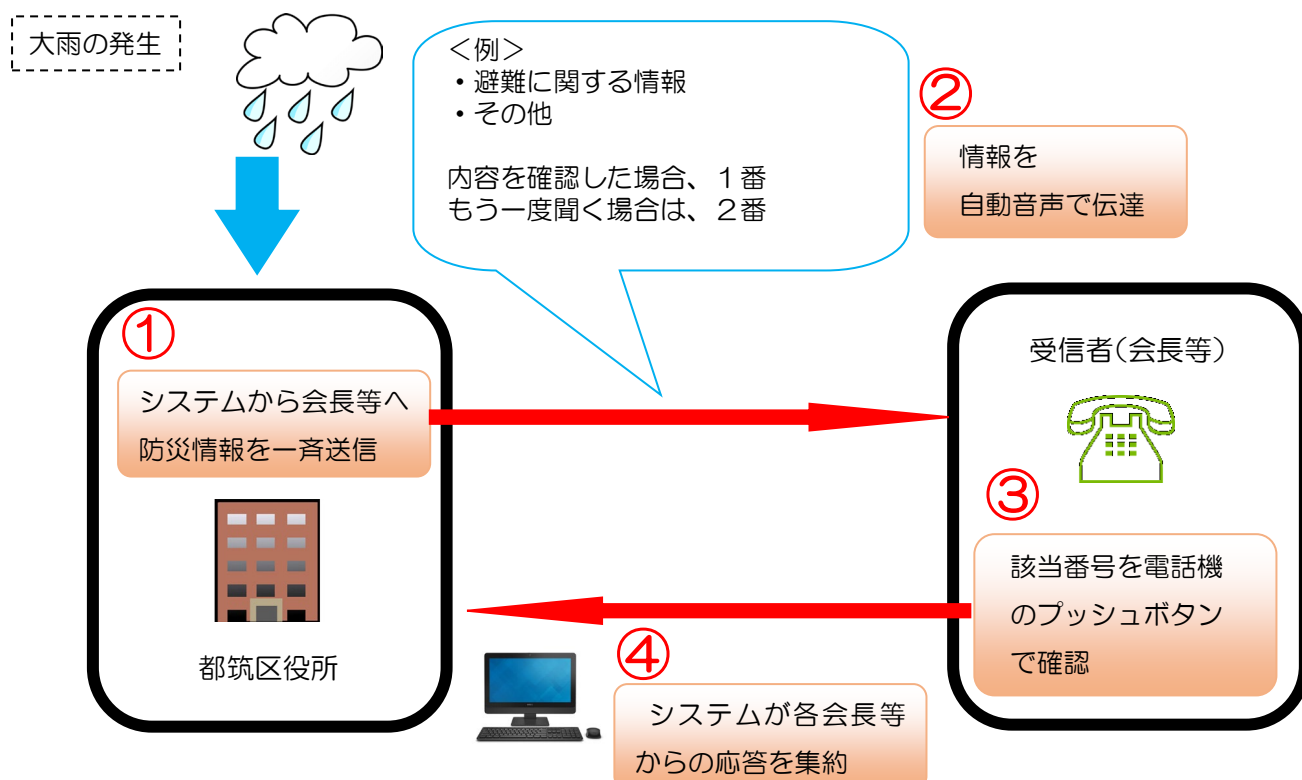 大雨の発生
＜例＞
・避難に関する情報
・その他
内容を確認した場合、１番
もう一度聞く場合は、２番
②
情報を
自動音声で伝達
①
システムから会長等へ
防災情報を一斉送信
都筑区役所
受信者（会長等）
③
該当番号を電話機
のプッシュボタン
で確認
④
システムが各会長等
からの応答を集約